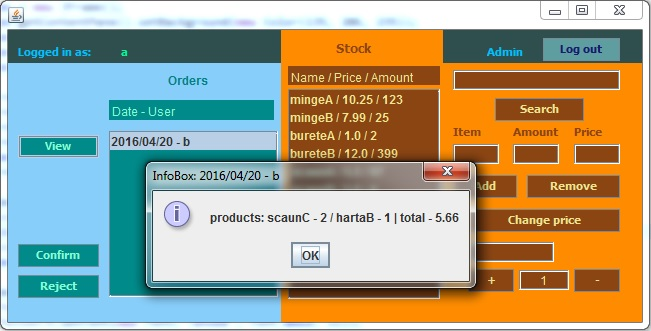 Logged in as: a
Orders
Date - User
View
2016/04/20 - b
Confirm
Reject
Stock
Name / Price / Amount
mingeA / 10.25 / 123
mingeB / 7.99 / 25
bureteA / 1.0 / 2
bureteB / 12.0 / 399
Admin
Log out
Search
Item Amount Price
Add Remove
Change price
+ 1 -
InfoBox: 2016/04/20 - b
products: scaunC - 2 / hartaB - 1 | total - 5.66
OK